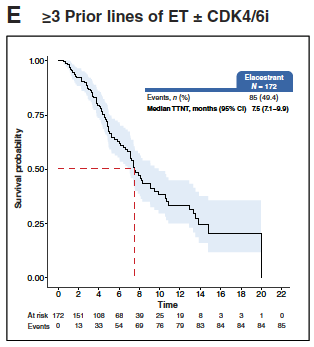 E ≥3 Prior lines of ET ± CDK4/6i
Elacestrant
N = 172
Events, n (%) 85 (49.4)
Median TTNT, months (95% CI) 7.5 (7.1–9.9)
Survival probability
1.00
0.75
0.50
0.25
0.00
0 2 4 6 8 10 12 14 16 18 20 22
Time
At risk 172 151 108 68 39 25 19 8 3 3 1 0
Events 0 13 33 54 69 76 79 83 84 84 84 85